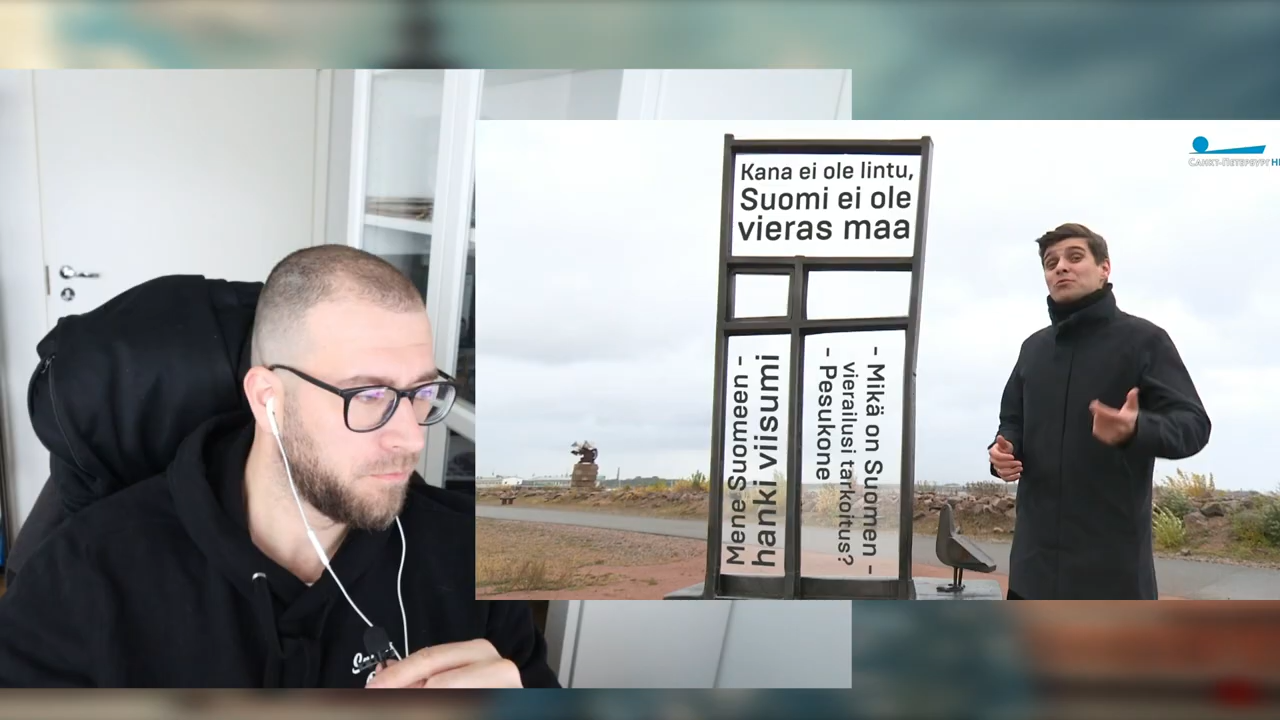 Kana ei ole lintu,
Suomi ei ole
vieras maa
Mene Suomeen -
hanki viisumi
- Mikä on Suomen -
vierailusi tarkoitus?
- Pesukone
САНКТ-ПЕТЕРБУРГ